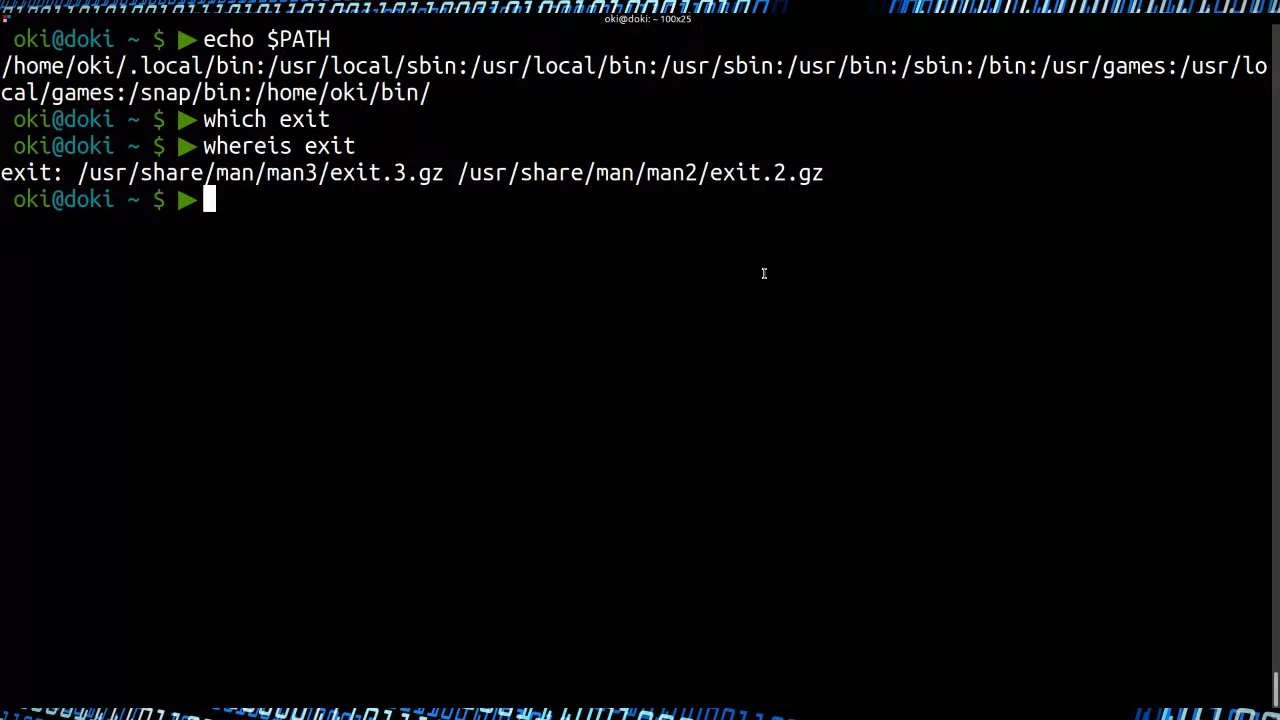 oki@doki: ~ 100x25
oki@doki ~ $ ▶echo $PATH
/home/oki/.local/bin:/usr/local/sbin:/usr/local/bin:/usr/sbin:/usr/bin:/sbin:/bin:/usr/games:/usr/lo
cal/games:/snap/bin:/home/oki/bin/
oki@doki ~ $ ▶which exit
oki@doki ~ $ ▶whereis exit
exit: /usr/share/man/man3/exit.3.gz /usr/share/man/man2/exit.2.gz
oki@doki ~ $ ▶